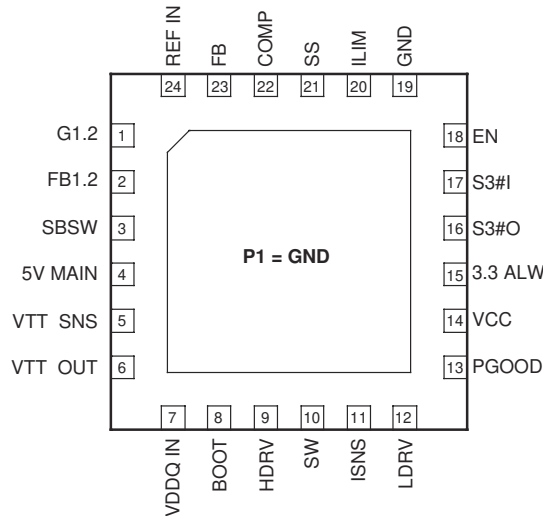 REF IN
FB
COMP
SS
ILIM
GND
24
23
22
21
20
19
G1.2 1
FB1.2 2
SBSW 3
5V MAIN 4
VTT SNS 5
VTT OUT 6
P1 = GND
18 EN
17 S3#I
16 S3#O
15 3.3 ALW
14 VCC
13 PGOOD
7
8
9
10
11
12
VDDQ IN
BOOT
HDRV
SW
ISNS
LDRV